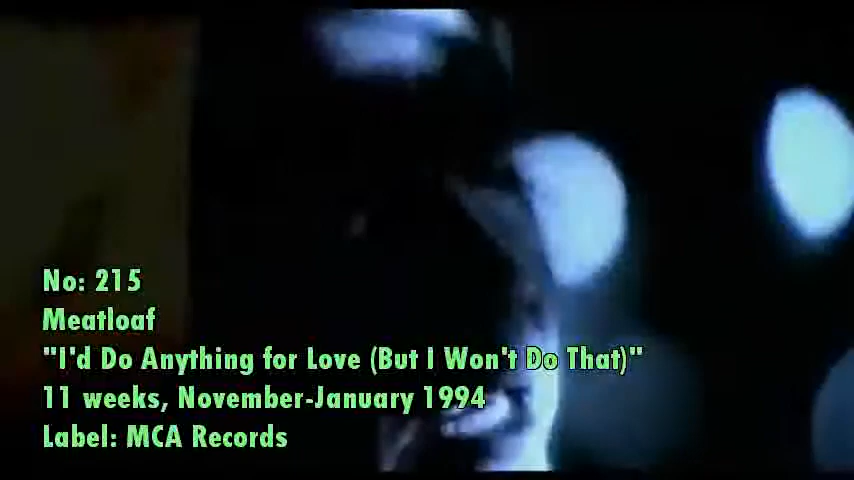 No: 215
Meatloaf
"I'd Do Anything for Love (But I Won't Do That)"
11 weeks, November-January 1994
Label: MCA Records